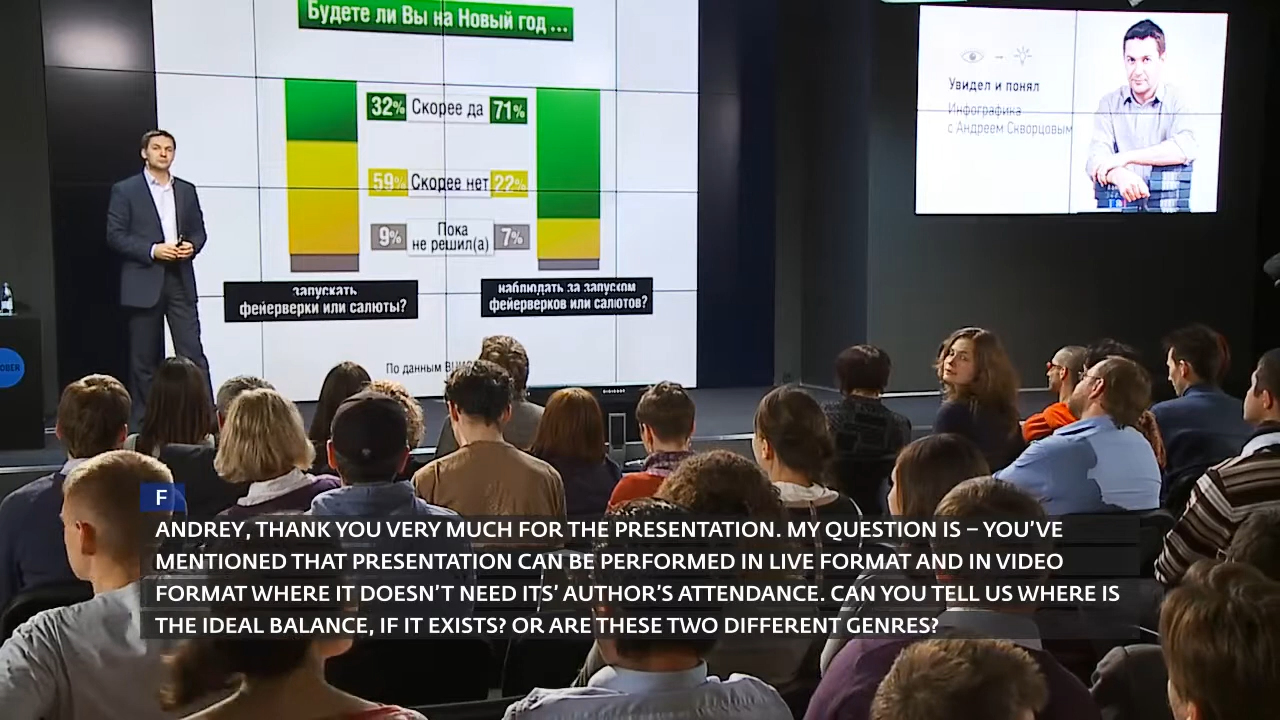 Будете ли Вы на Новый год ...
32% Скорее да 71%
59% Скорее нет 22%
9% Пока не решил(а) 7%
запускать
фейерверки или салюты?
наблюдать за запуском
фейерверков или салютов?
По данным
Увидел и понял
Инфографика
с Андреем Скворцовым
F
ANDREY, THANK YOU VERY MUCH FOR THE PRESENTATION. MY QUESTION IS – YOU'VE
MENTIONED THAT PRESENTATION CAN BE PERFORMED IN LIVE FORMAT AND IN VIDEO
FORMAT WHERE IT DOESN'T NEED ITS' AUTHOR'S ATTENDANCE. CAN YOU TELL US WHERE IS
THE IDEAL BALANCE, IF IT EXISTS? OR ARE THESE TWO DIFFERENT GENRES?